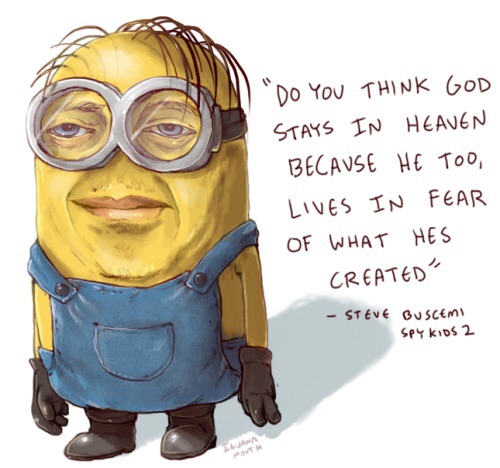 "DO YOU THINK GOD
STAYS IN HEAVEN
BECAUSE HE TOO,
LIVES IN FEAR
OF WHAT HES
CREATED"
- STEVE BUSCEMI
SPY KIDS 2
IGUANA
MOUTH